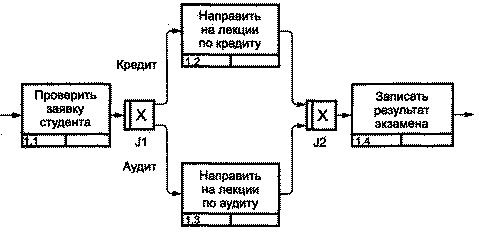 Направить
на лекции
по кредиту
1.2
Кредит
Проверить
заявку
студента
1.1
X
J1
X
J2
Записать
результат
экзамена
1.4
Аудит
Направить
на лекции
по аудиту
1.3